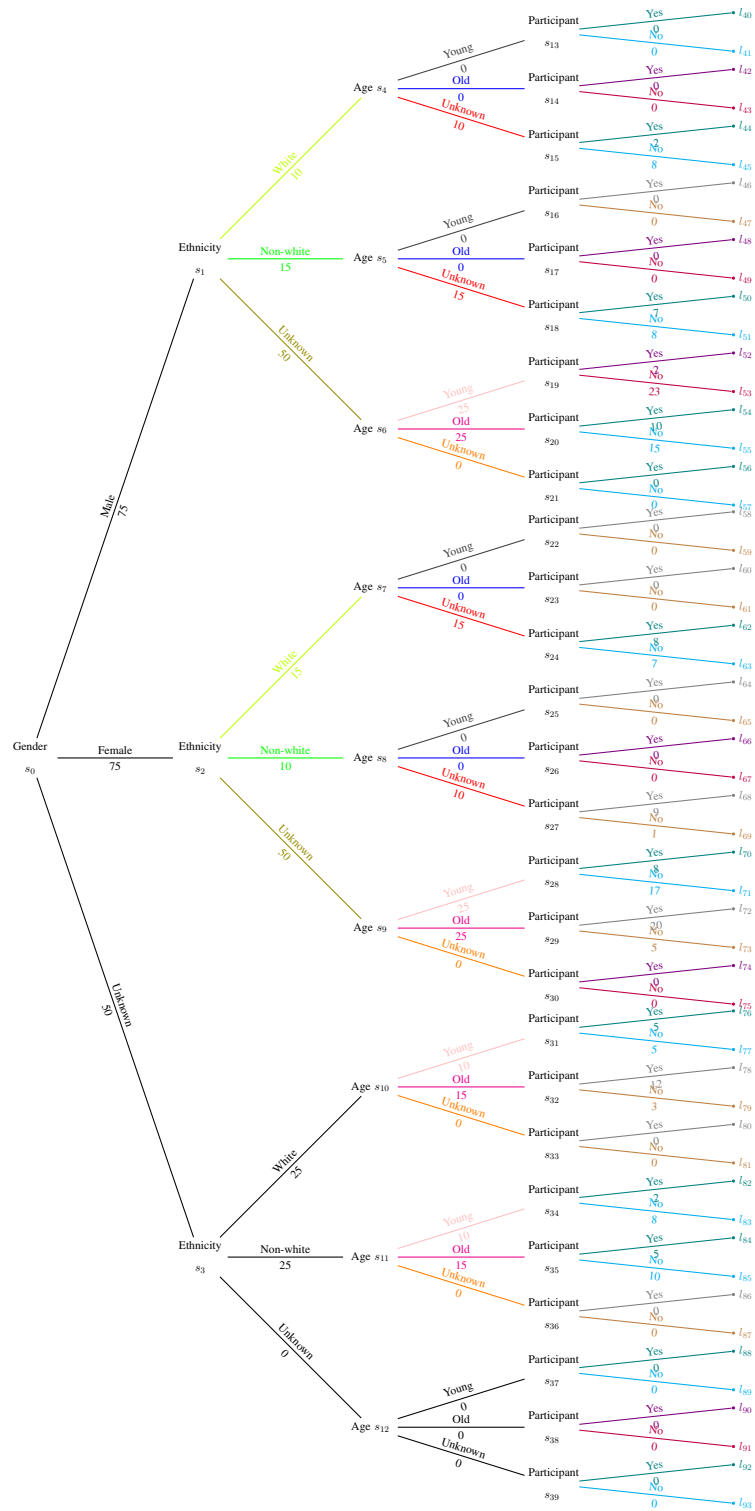 Gender
s0
Male
75
Female
75
Unknown
50
Ethnicity
s1
White
10
Non-white
15
Unknown
50
Ethnicity
s2
White
15
Non-white
10
Unknown
50
Ethnicity
s3
White
25
Non-white
25
Unknown
0
Age s4
Young
0
Old
0
Unknown
10
Age s5
Young
0
Old
0
Unknown
15
Age s6
Young
25
Old
25
Unknown
0
Age s7
Young
0
Old
0
Unknown
15
Age s8
Young
0
Old
0
Unknown
10
Age s9
Young
25
Old
25
Unknown
0
Age s10
Young
10
Old
15
Unknown
0
Age s11
Young
10
Old
15
Unknown
0
Age s12
Young
0
Old
0
Unknown
0
Participant
s13
Yes
0
No
0
l40
l41
Participant
s14
Yes
0
No
0
l42
l43
Participant
s15
Yes
2
No
8
l44
l45
Participant
s16
Yes
0
No
0
l46
l47
Participant
s17
Yes
0
No
0
l48
l49
Participant
s18
Yes
7
No
8
l50
l51
Participant
s19
Yes
2
No
23
l52
l53
Participant
s20
Yes
10
No
15
l54
l55
Participant
s21
Yes
0
No
0
l56
l57
Participant
s22
Yes
0
No
0
l58
l59
Participant
s23
Yes
0
No
0
l60
l61
Participant
s24
Yes
8
No
7
l62
l63
Participant
s25
Yes
0
No
0
l64
l65
Participant
s26
Yes
0
No
0
l66
l67
Participant
s27
Yes
9
No
1
l68
l69
Participant
s28
Yes
8
No
17
l70
l71
Participant
s29
Yes
20
No
5
l72
l73
Participant
s30
Yes
0
No
0
l74
l75
Participant
s31
Yes
5
No
5
l76
l77
Participant
s32
Yes
12
No
3
l78
l79
Participant
s33
Yes
0
No
0
l80
l81
Participant
s34
Yes
2
No
8
l82
l83
Participant
s35
Yes
5
No
10
l84
l85
Participant
s36
Yes
0
No
0
l86
l87
Participant
s37
Yes
0
No
0
l88
l89
Participant
s38
Yes
0
No
0
l90
l91
Participant
s39
Yes
0
No
0
l92
l93